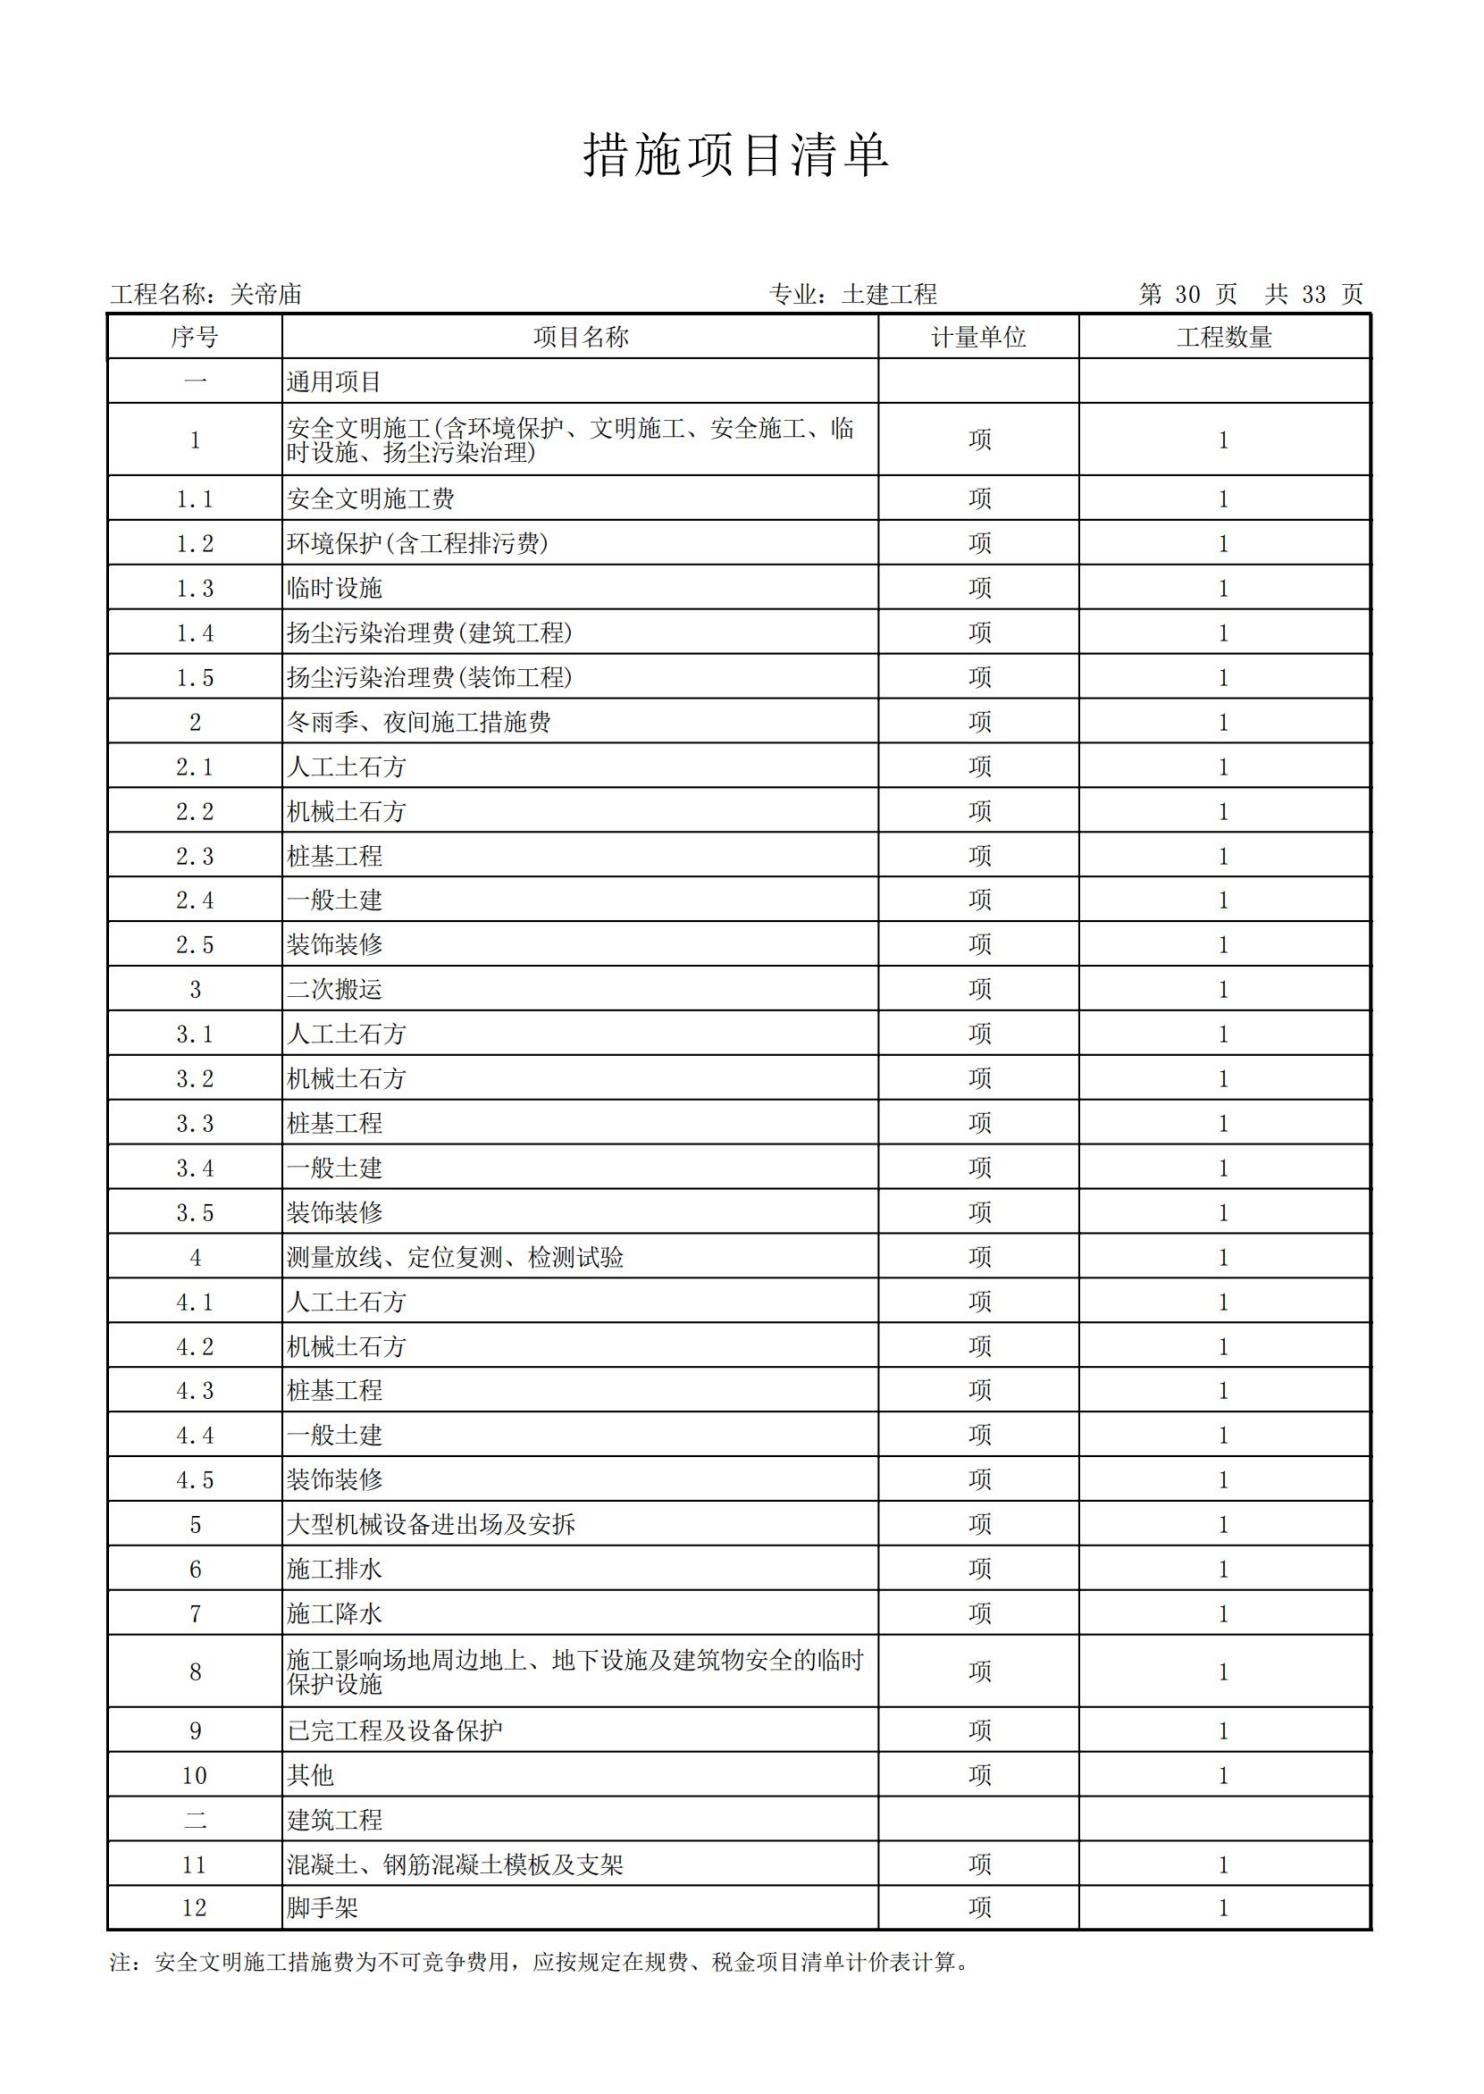 措施项目清单
工程名称：关帝庙 专业：土建工程 第 30 页 共 33 页
序号 项目名称 计量单位 工程数量
一 通用项目
1 安全文明施工(含环境保护、文明施工、安全施工、临
时设施、扬尘污染治理) 项 1
1.1 安全文明施工费 项 1
1.2 环境保护(含工程排污费) 项 1
1.3 临时设施 项 1
1.4 扬尘污染治理费(建筑工程) 项 1
1.5 扬尘污染治理费(装饰工程) 项 1
2 冬雨季、夜间施工措施费 项 1
2.1 人工土石方 项 1
2.2 机械土石方 项 1
2.3 桩基工程 项 1
2.4 一般土建 项 1
2.5 装饰装修 项 1
3 二次搬运 项 1
3.1 人工土石方 项 1
3.2 机械土石方 项 1
3.3 桩基工程 项 1
3.4 一般土建 项 1
3.5 装饰装修 项 1
4 测量放线、定位复测、检测试验 项 1
4.1 人工土石方 项 1
4.2 机械土石方 项 1
4.3 桩基工程 项 1
4.4 一般土建 项 1
4.5 装饰装修 项 1
5 大型机械设备进出场及安拆 项 1
6 施工排水 项 1
7 施工降水 项 1
8 施工影响场地周边地上、地下设施及建筑物安全的临时
保护设施 项 1
9 已完工程及设备保护 项 1
10 其他 项 1
二 建筑工程
11 混凝土、钢筋混凝土模板及支架 项 1
12 脚手架 项 1
注：安全文明施工措施费为不可竞争费用，应按规定在规费、税金项目清单计价表计算。